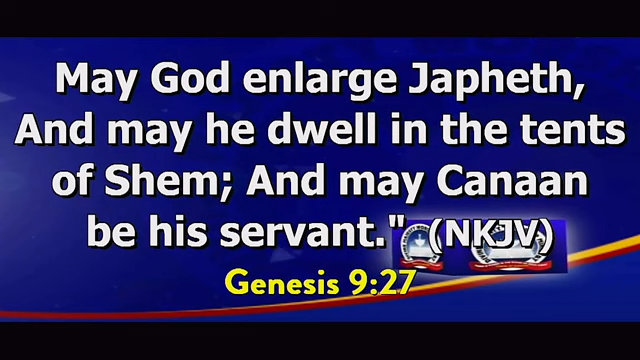 May God enlarge Japheth,
And may he dwell in the tents
of Shem; And may Canaan
be his servant." (NKJV)
Genesis 9:27